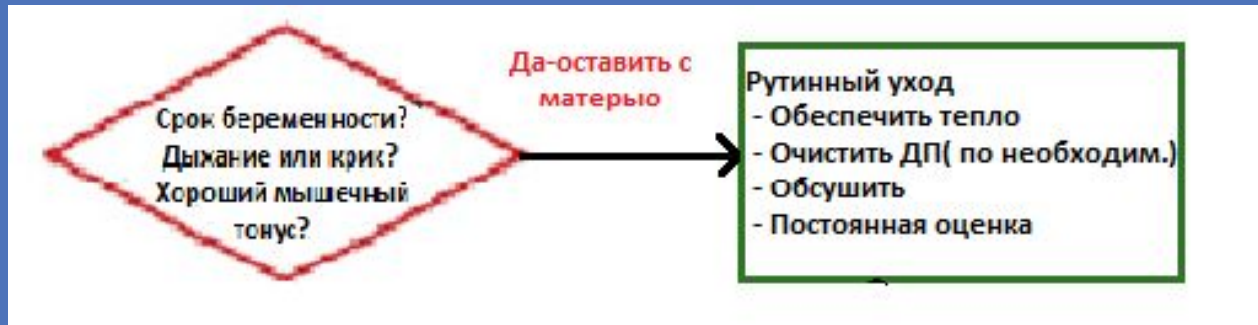 Срок беременности?
Дыхание или крик?
Хороший мышечный
тонус?
Да-оставить с
матерью
Рутинный уход
- Обеспечить тепло
- Очистить ДП( по необходим.)
- Обсушить
- Постоянная оценка